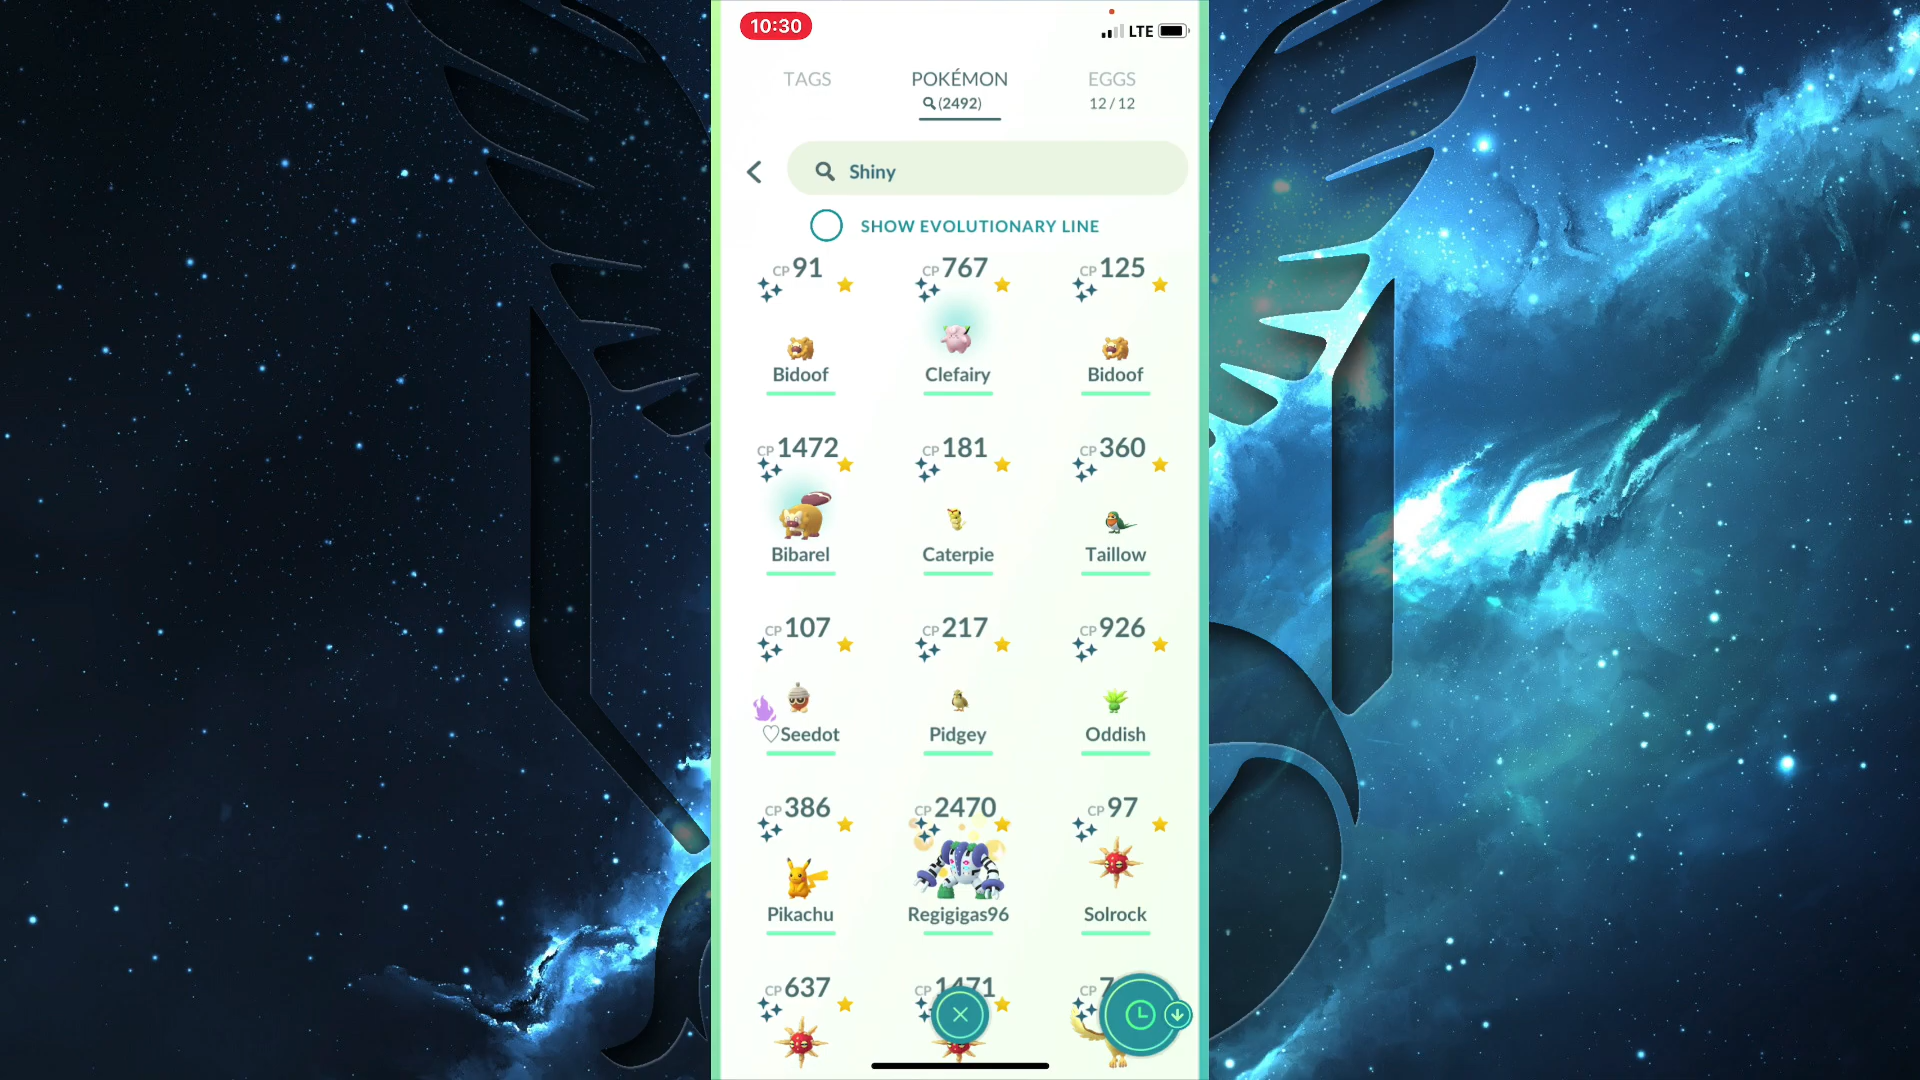 10:30
LTE
TAGS
POKÉMON
(2492)
EGGS
12 / 12
Shiny
SHOW EVOLUTIONARY LINE
CP 91
CP 767
CP 125
Bidoof
Clefairy
Bidoof
CP 1472
CP 181
CP 360
Bibarel
Caterpie
Taillow
CP 107
CP 217
CP 926
♡Seedot
Pidgey
Oddish
CP 386
CP 2470
CP 97
Pikachu
Regigigas96
Solrock
CP 637
CP 1471
CP 7